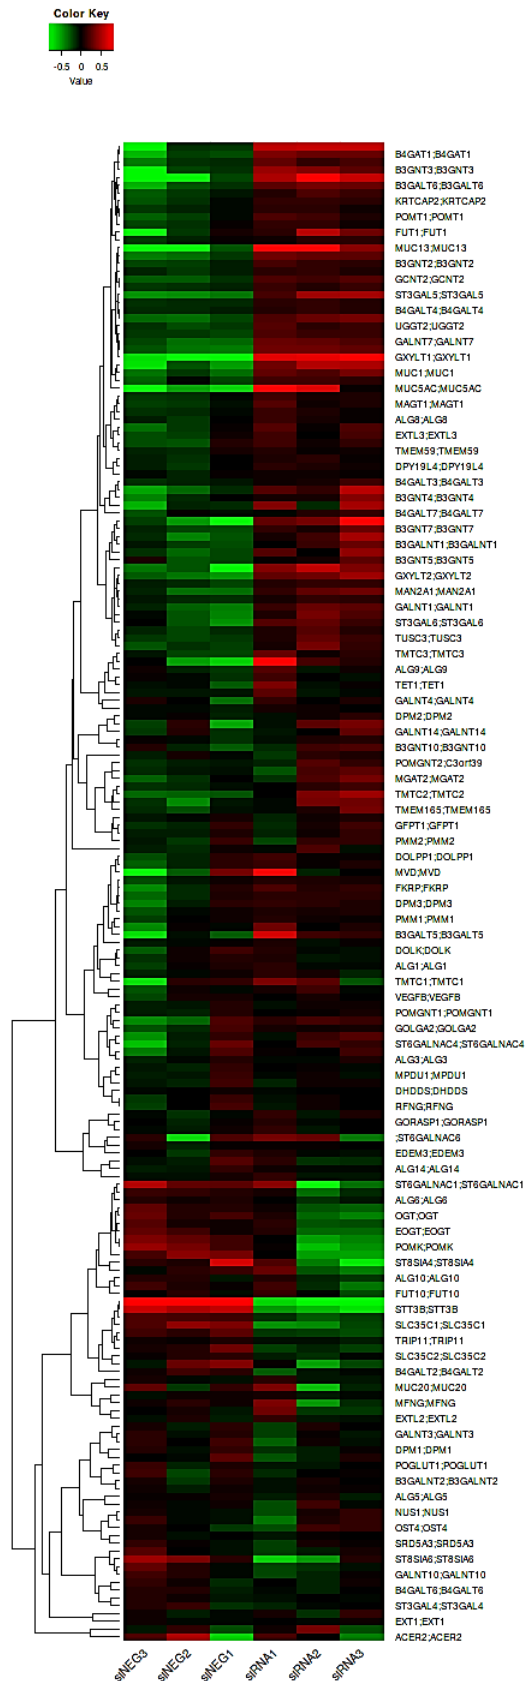 Color Key
-0.5 0 0.5
Value
B4GAT1;B4GAT1
B3GNT3;B3GNT3
B3GALT6;B3GALT6
KRTCAP2;KRTCAP2
POMT1;POMT1
FUT1;FUT1
MUC13;MUC13
B3GNT2;B3GNT2
GCNT2;GCNT2
ST3GAL5;ST3GAL5
B4GALT4;B4GALT4
UGGT2;UGGT2
GALNT7;GALNT7
GXYLT1;GXYLT1
MUC1;MUC1
MUC5AC;MUC5AC
MAGT1;MAGT1
ALG8;ALG8
EXTL3;EXTL3
TMEM59;TMEM59
DPY19L4;DPY19L4
B4GALT3;B4GALT3
B3GNT4;B3GNT4
B4GALT7;B4GALT7
B3GNT7;B3GNT7
B3GALNT1;B3GALNT1
B3GNT5;B3GNT5
GXYLT2;GXYLT2
MAN2A1;MAN2A1
GALNT1;GALNT1
ST3GAL6;ST3GAL6
TUSC3;TUSC3
TMTC3;TMTC3
ALG9;ALG9
TET1;TET1
GALNT4;GALNT4
DPM2;DPM2
GALNT14;GALNT14
B3GNT10;B3GNT10
POMGNT2;C3orf39
MGAT2;MGAT2
TMTC2;TMTC2
TMEM165;TMEM165
GFPT1;GFPT1
PMM2;PMM2
DOLPP1;DOLPP1
MVD;MVD
FKRP;FKRP
DPM3;DPM3
PMM1;PMM1
B3GALT5;B3GALT5
DOLK;DOLK
ALG1;ALG1
TMTC1;TMTC1
VEGFB;VEGFB
POMGNT1;POMGNT1
GOLGA2;GOLGA2
ST6GALNAC4;ST6GALNAC4
ALG3;ALG3
MPDU1;MPDU1
DHDDS;DHDDS
RFNG;RFNG
GORASP1;GORASP1
;ST6GALNAC6
EDEM3;EDEM3
ALG14;ALG14
ST6GALNAC1;ST6GALNAC1
ALG6;ALG6
OGT;OGT
EOGT;EOGT
POMK;POMK
ST8SIA4;ST8SIA4
ALG10;ALG10
FUT10;FUT10
STT3B;STT3B
SLC35C1;SLC35C1
TRIP11;TRIP11
SLC35C2;SLC35C2
B4GALT2;B4GALT2
MUC20;MUC20
MFNG;MFNG
EXTL2;EXTL2
GALNT3;GALNT3
DPM1;DPM1
POGLUT1;POGLUT1
B3GALNT2;B3GALNT2
ALG5;ALG5
NUS1;NUS1
OST4;OST4
SRD5A3;SRD5A3
ST8SIA6;ST8SIA6
GALNT10;GALNT10
B4GALT6;B4GALT6
ST3GAL4;ST3GAL4
EXT1;EXT1
ACER2;ACER2
siNEG3 siNEG2 siNEG1 siRNA1 siRNA2 siRNA3